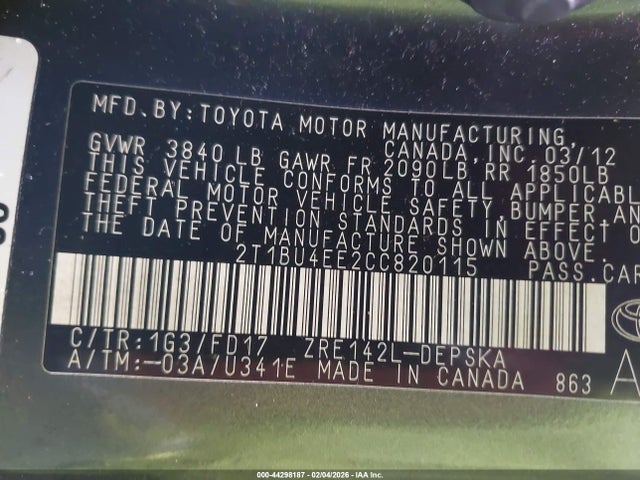 MFD.BY:TOYOTA MOTOR MANUFACTURING,
CANADA,INC.03/12
GVWR 3840LB GAWR FR 2090LB RR 1850LB
THIS VEHICLE CONFORMS TO ALL APPLICABLE
FEDERAL MOTOR VEHICLE SAFETY,BUMPER,AN
THEFT PREVENTION STANDARDS IN EFFECT O
THE DATE OF MANUFACTURE SHOWN ABOVE.
2T1BU4EE2CC820115 PASS.CAR
C/TR:1G3/FD17 ZRE142L-DEPSKA
A/TM:-03A/U341E MADE IN CANADA 863
A
000-44298187 - 02/04/2026 - IAA Inc.